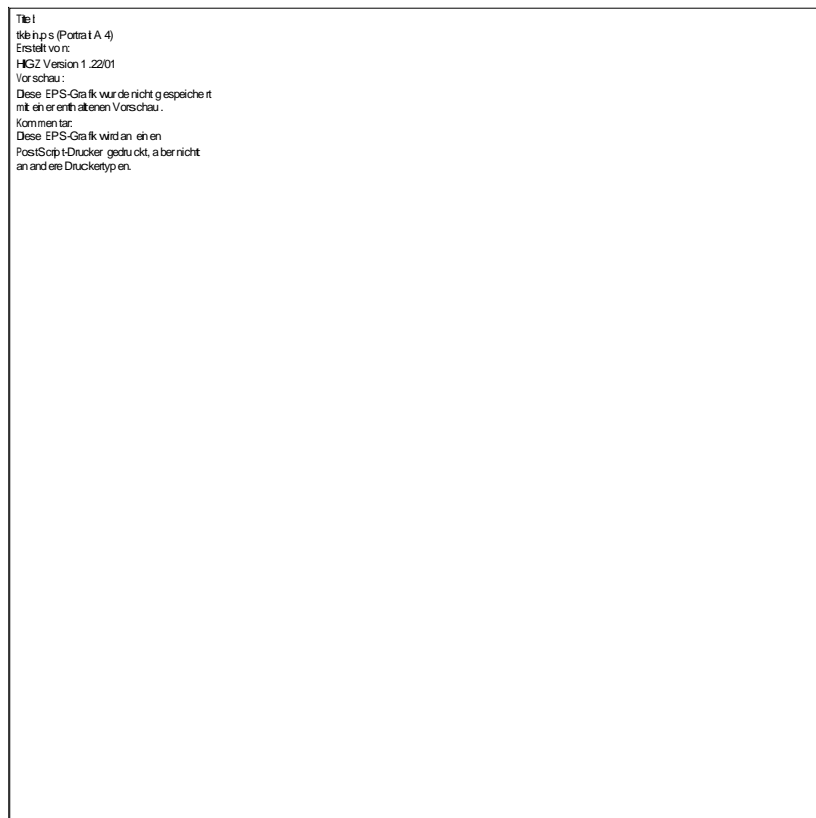 Titel:
tklein.ps (Portrait A 4)
Erstellt von:
HIGZ Version 1.22/01
Vorschau:
Diese EPS-Grafik wurde nicht gespeichert
mit einer enthaltenen Vorschau.
Kommentar:
Diese EPS-Grafik wird an einen
PostScript-Drucker gedruckt, aber nicht
an andere Druckertypen.